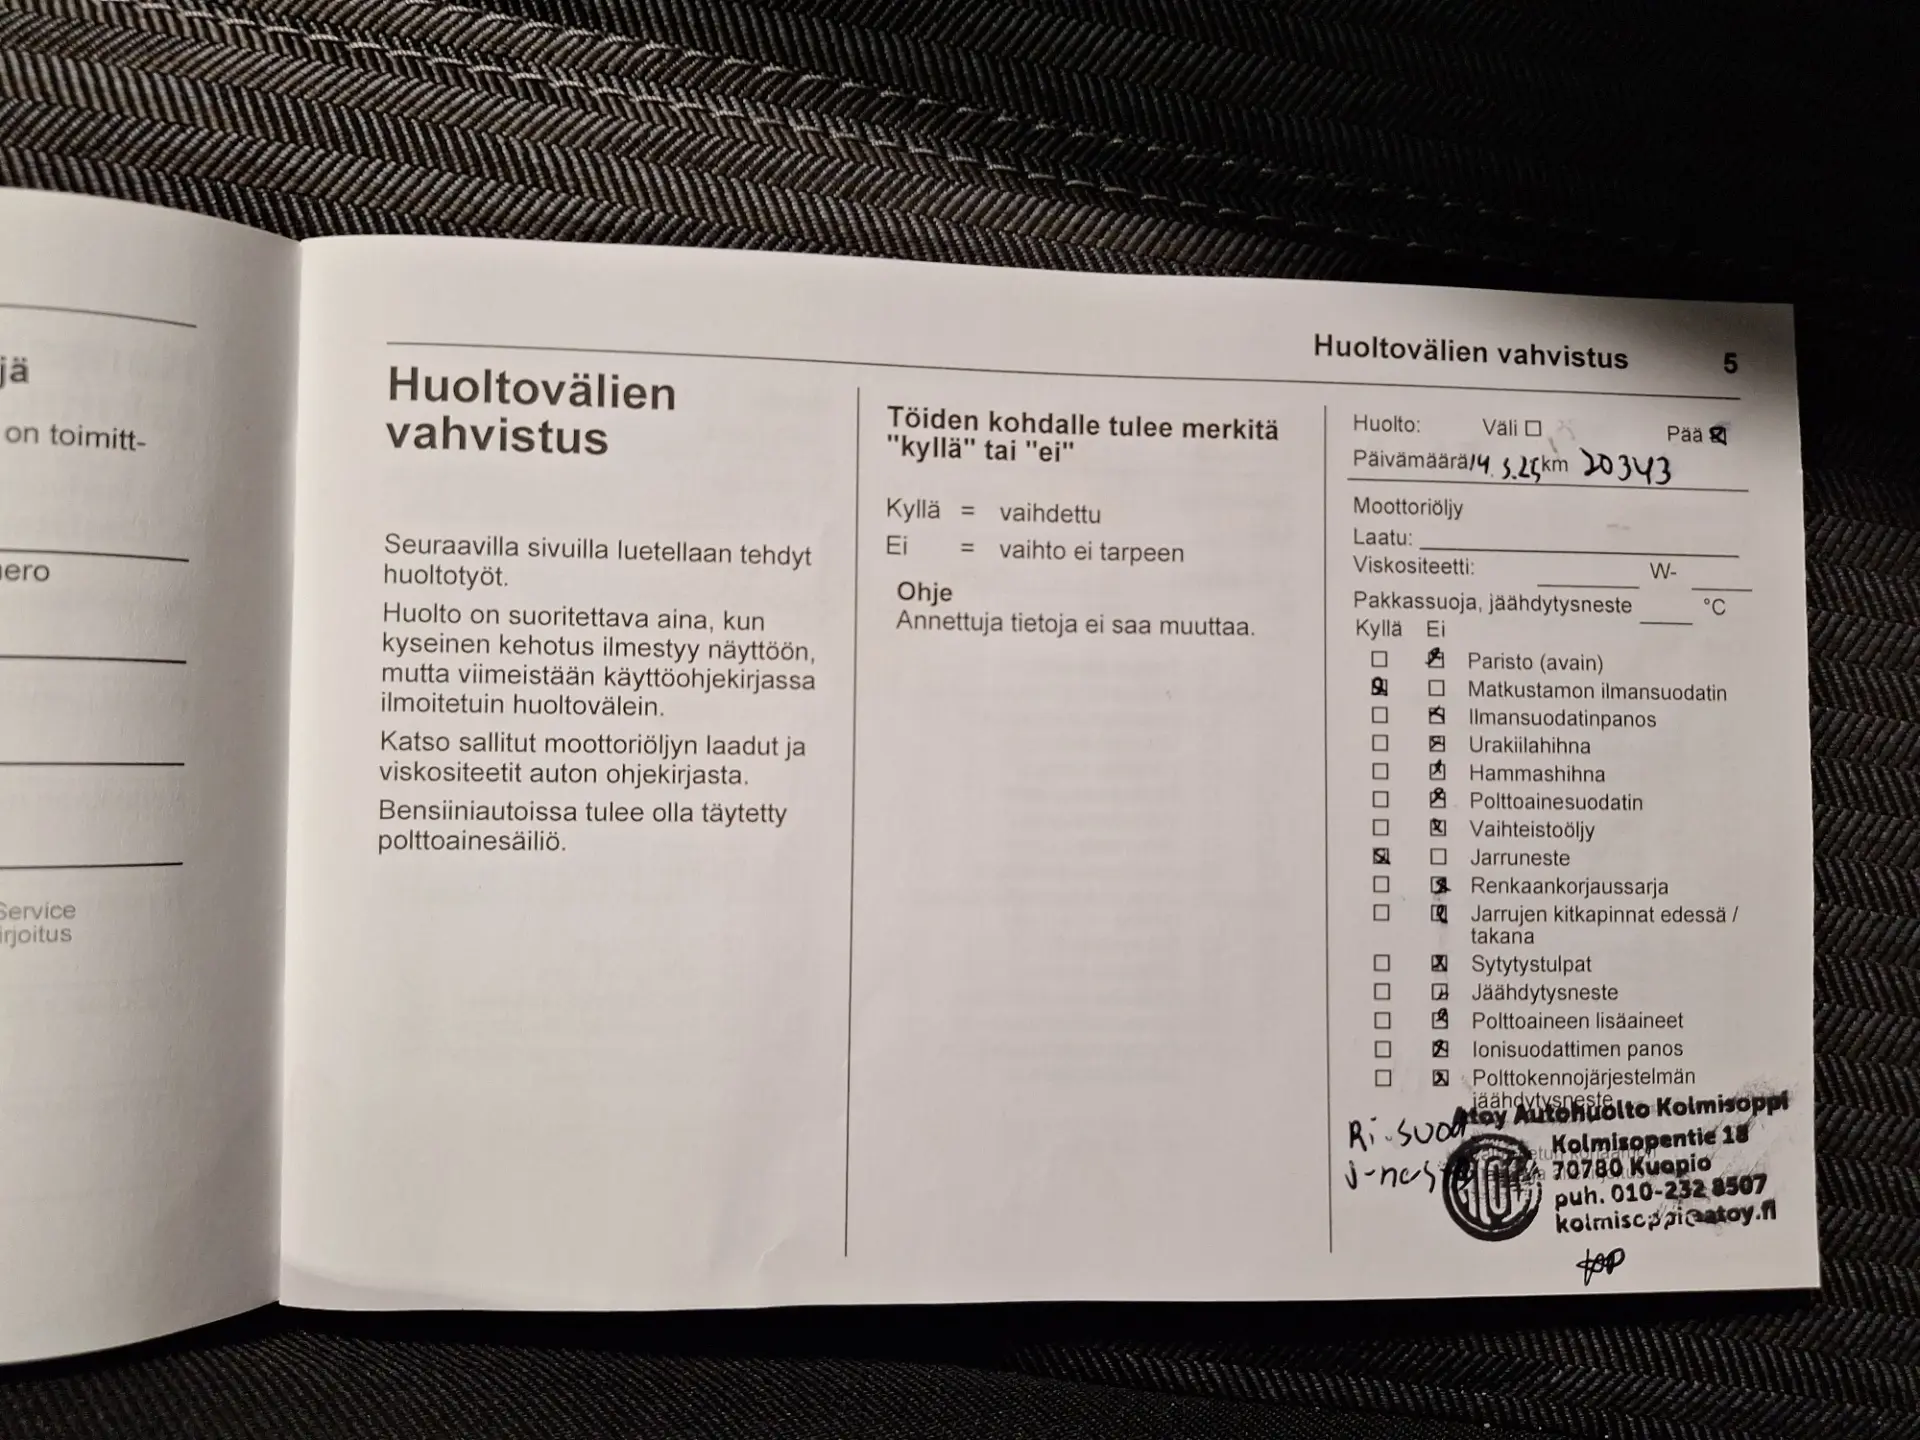 jä
on toimitt-
ero
Service
irjoitus
Huoltovälien vahvistus 5
Huoltovälien
vahvistus
Seuraavilla sivuilla luetellaan tehdyt
huoltotyöt.
Huolto on suoritettava aina, kun
kyseinen kehotus ilmestyy näyttöön,
mutta viimeistään käyttöohjekirjassa
ilmoitetuin huoltovälein.
Katso sallitut moottoriöljyn laadut ja
viskositeetit auton ohjekirjasta.
Bensiiniautoissa tulee olla täytetty
polttoainesäiliö.
Töiden kohdalle tulee merkitä
"kyllä" tai "ei"
Kyllä = vaihdettu
Ei = vaihto ei tarpeen
Ohje
Annettuja tietoja ei saa muuttaa.
Huolto: Väli Pää
Päivämäärä 14.5.25 km 20343
Moottoriöljy
Laatu:
Viskositeetti: W-
Pakkassuoja, jäähdytysneste °C
Kyllä Ei
Paristo (avain)
Matkustamon ilmansuodatin
Ilmansuodatinpanos
Urakiilahihna
Hammashihna
Polttoainesuodatin
Vaihteistoöljy
Jarruneste
Renkaankorjaussarja
Jarrujen kitkapinnat edessä /
takana
Sytytystulpat
Jäähdytysneste
Polttoaineen lisäaineet
Ionisuodattimen panos
Polttokennojärjestelmän
jäähdytysneste
Atoy Autohuolto Kolmisoppi
Kolmisopentie 18
70780 Kuopio
puh. 010-232 8507
kolmisoppi@atoy.fi